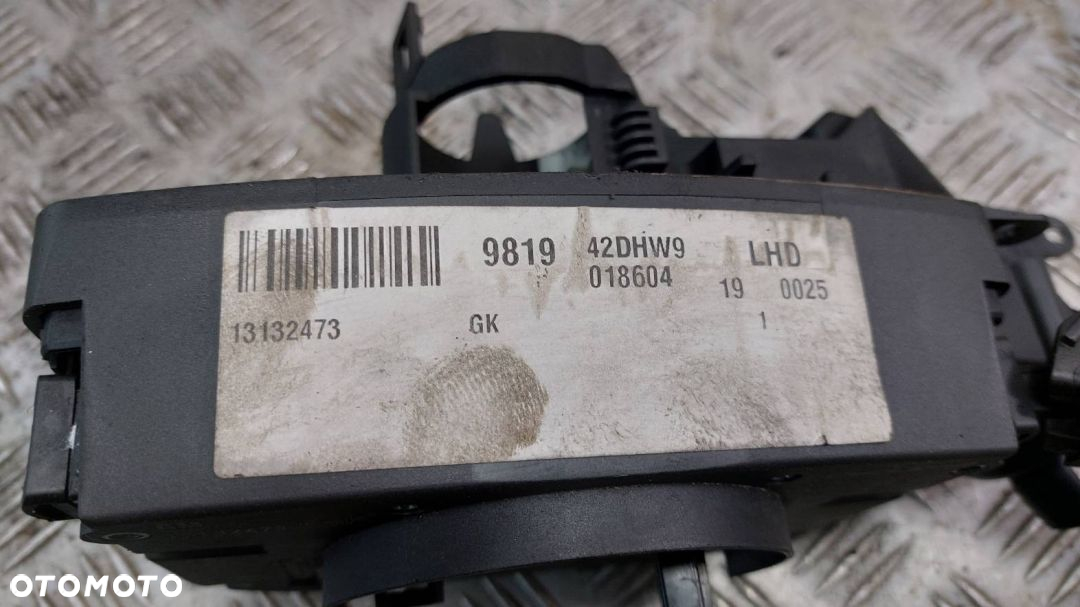 9819 42DHW9 LHD
018604 19 0025
13132473 GK 1
OTOMOTO